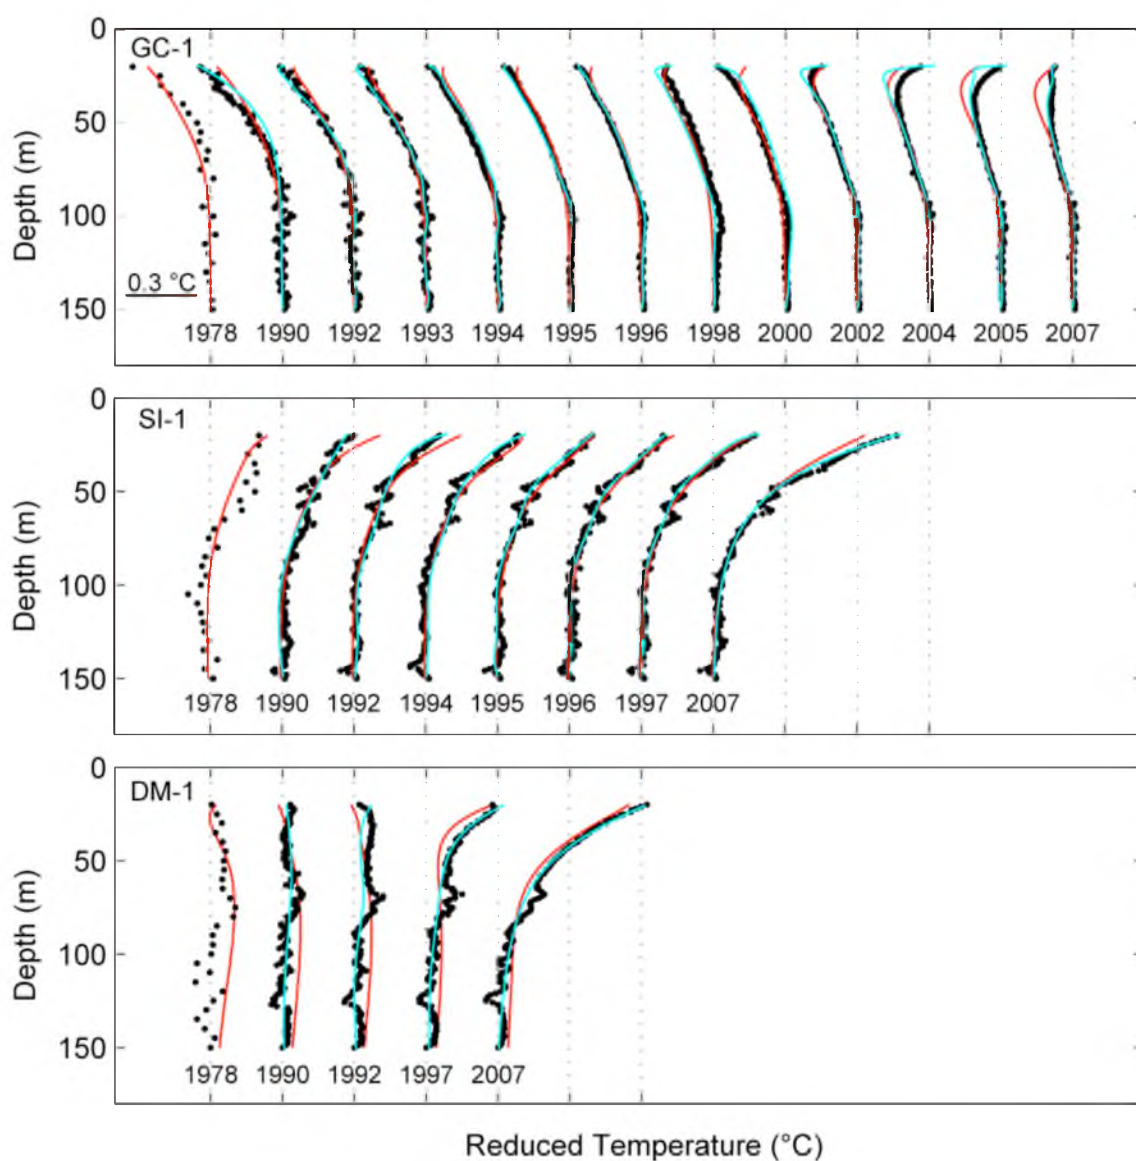 0
GC-1
50
Depth (m)
100
0.3 °C
150
1978 1990 1992 1993 1994 1995 1996 1998 2000 2002 2004 2005 2007
0
SI-1
50
Depth (m)
100
150
1978 1990 1992 1994 1995 1996 1997 2007
0
DM-1
50
Depth (m)
100
150
1978 1990 1992 1997 2007
Reduced Temperature (°C)